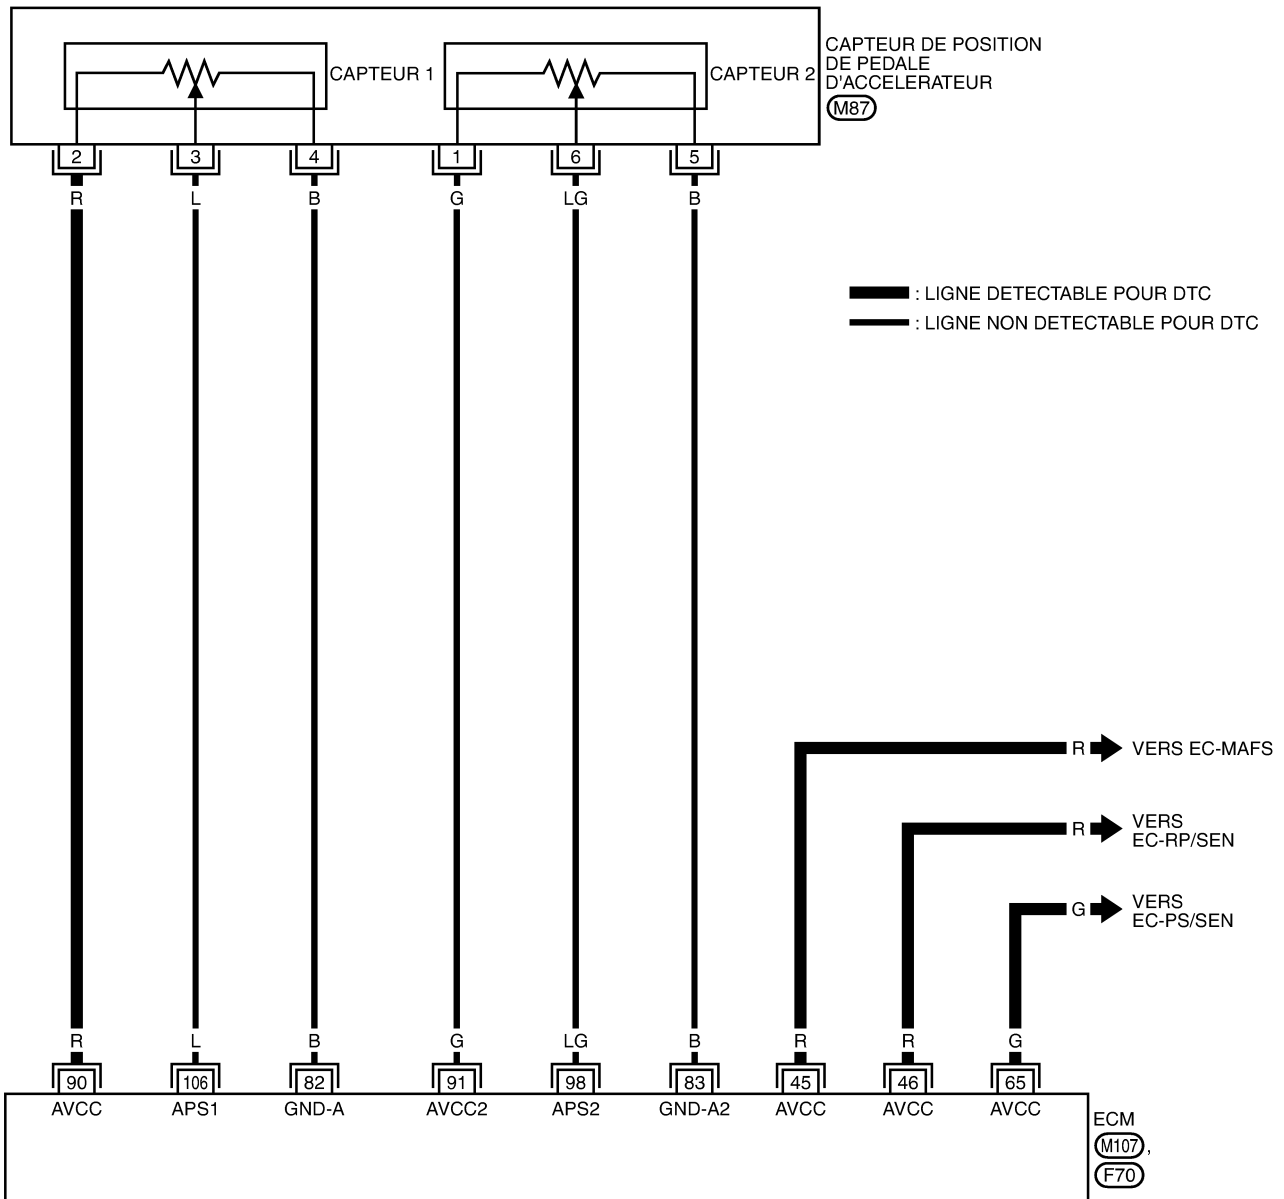 CAPTEUR DE POSITION
DE PEDALE
D'ACCELERATEUR
M87
CAPTEUR 1
CAPTEUR 2
2 3 4 1 6 5
R L B G LG B
: LIGNE DETECTABLE POUR DTC
: LIGNE NON DETECTABLE POUR DTC
R VERS EC-MAFS
R VERS
EC-RP/SEN
G VERS
EC-PS/SEN
R L B G LG B R R G
90 106 82 91 98 83 45 46 65
AVCC APS1 GND-A AVCC2 APS2 GND-A2 AVCC AVCC AVCC
ECM
M107 ,
F70